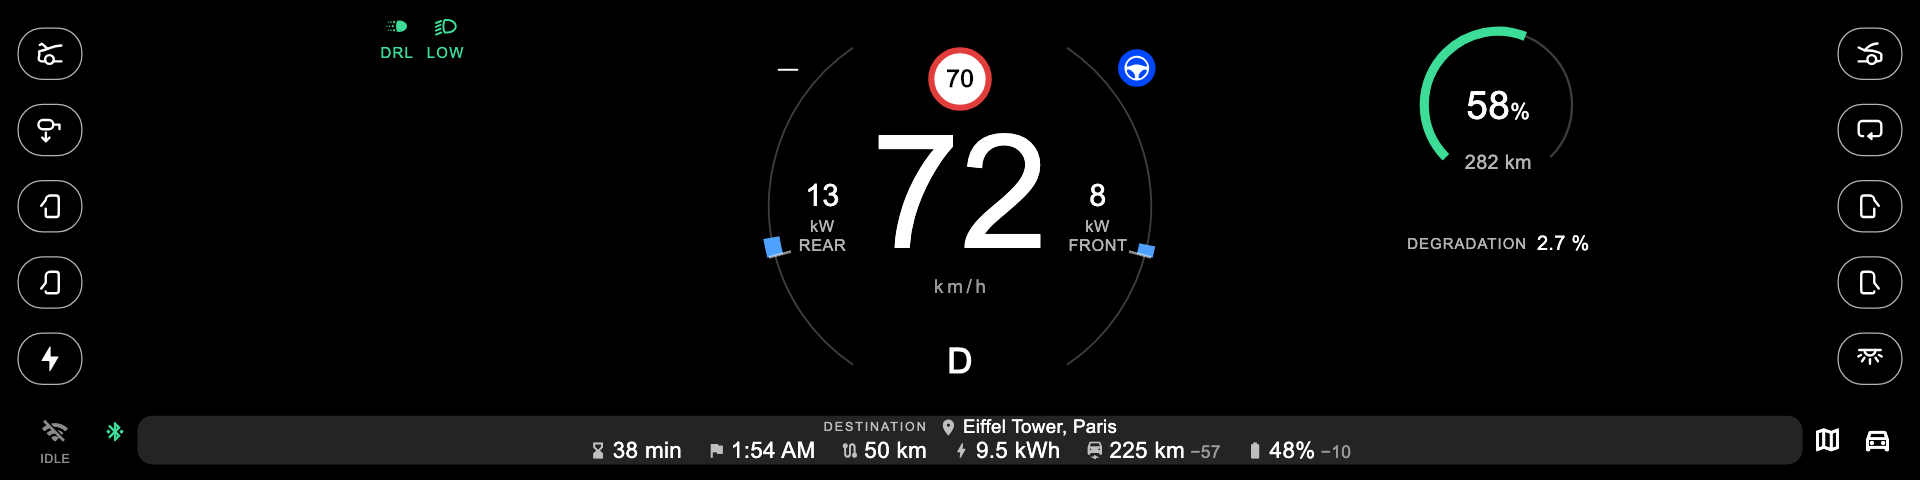 DRL LOW
70
72
km/h
13
kW
REAR
8
kW
FRONT
D
58%
282 km
DEGRADATION 2.7 %
IDLE
DESTINATION Eiffel Tower, Paris
38 min 1:54 AM 50 km 9.5 kWh 225 km –57 48% –10